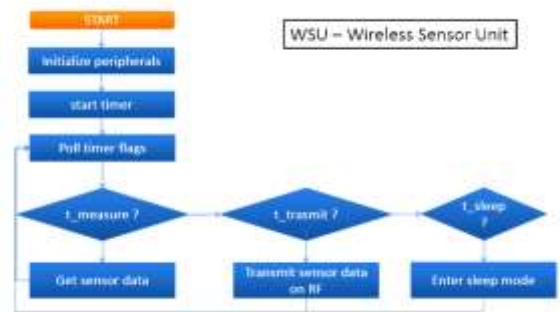 START
WSU – Wireless Sensor Unit
Initialize peripherals
start timer
Poll timer flags
t_measure ?
t_trasmit ?
t_sleep
?
Get sensor data
Transmit sensor data
on RF
Enter sleep mode